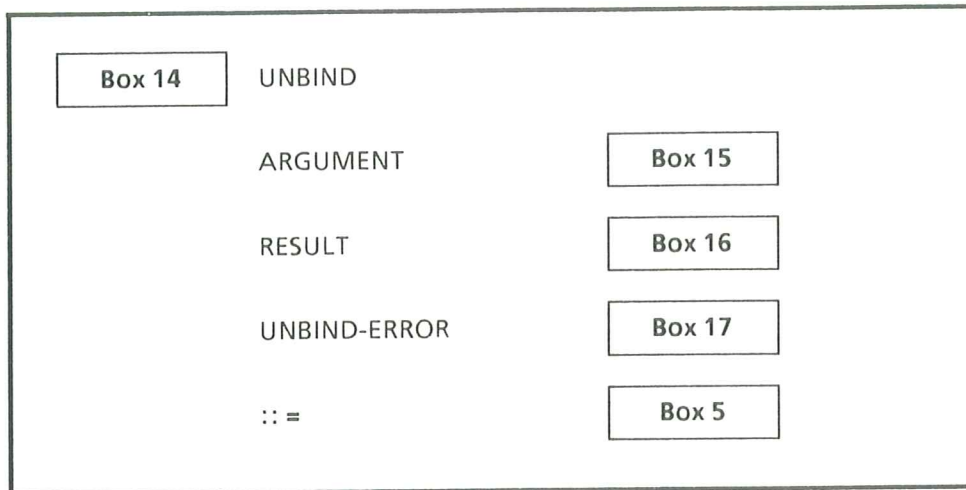 Box 14 UNBIND
ARGUMENT Box 15
RESULT Box 16
UNBIND-ERROR Box 17
::= Box 5